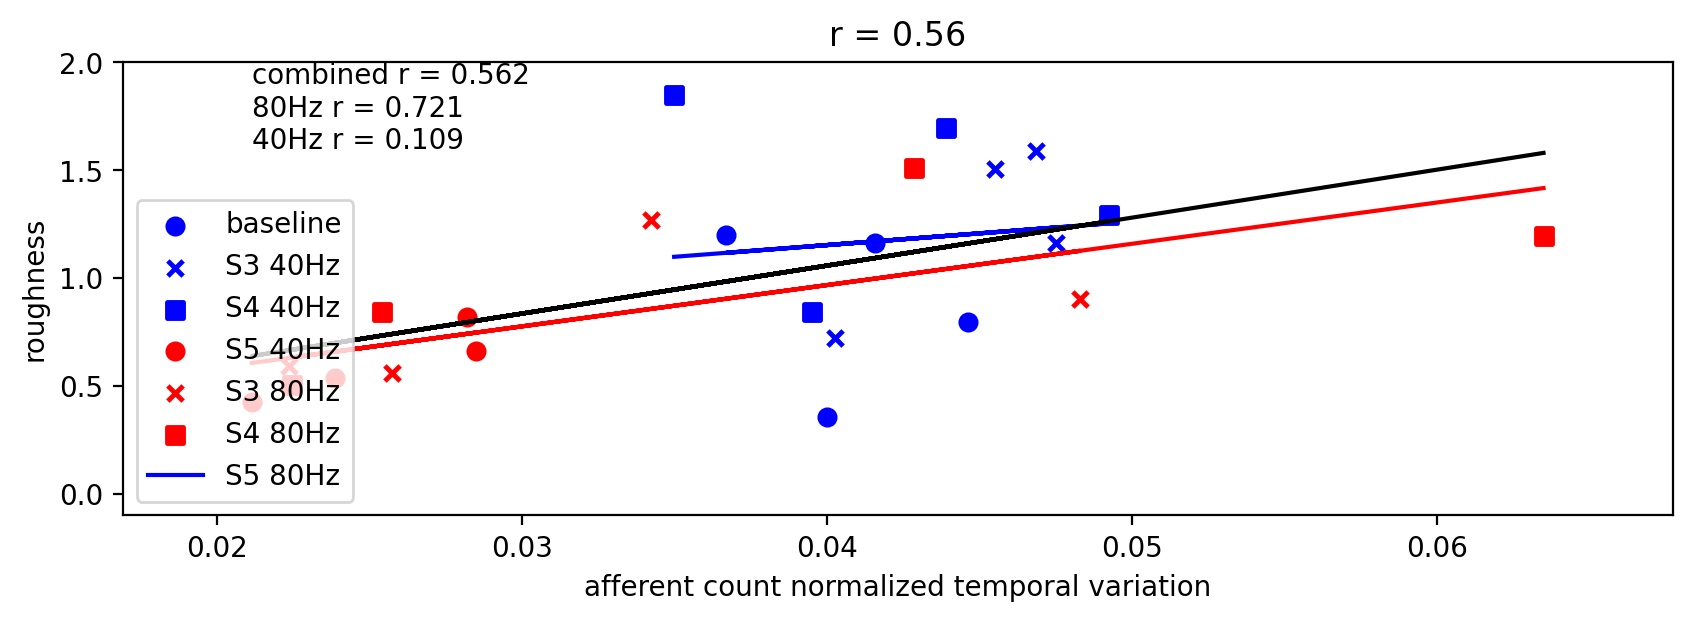 r = 0.56
combined r = 0.562
80Hz r = 0.721
40Hz r = 0.109
baseline
S3 40Hz
S4 40Hz
S5 40Hz
S3 80Hz
S4 80Hz
S5 80Hz
roughness
2.0
1.5
1.0
0.5
0.0
0.02 0.03 0.04 0.05 0.06
afferent count normalized temporal variation